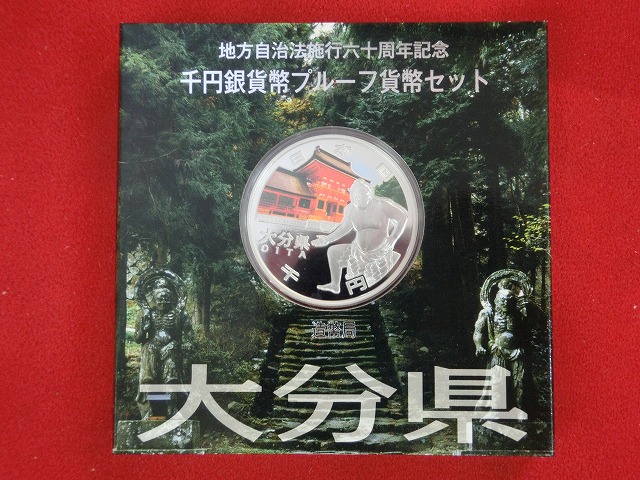 地方自治法施行六十周年記念
千円銀貨幣プルーフ貨幣セット
日本国
大分県
OITA
千円
造幣局
大分県